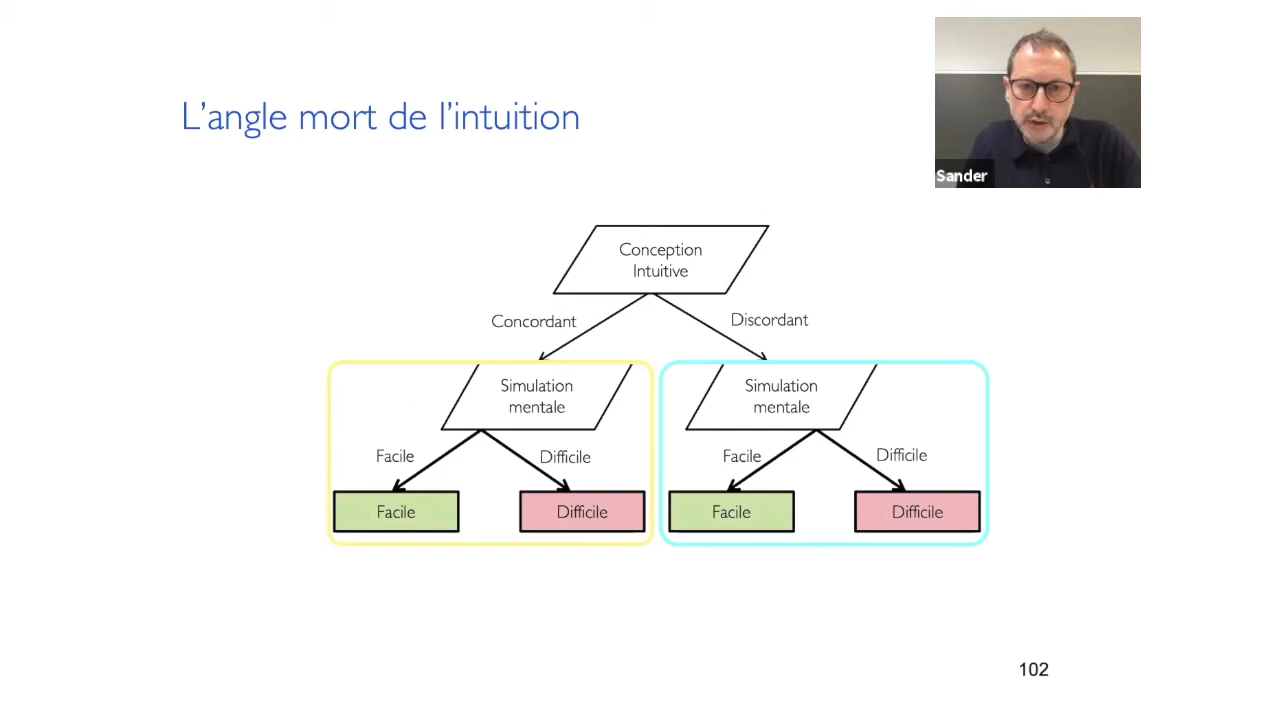 L'angle mort de l'intuition
Sander
Conception
Intuitive
Concordant
Discordant
Simulation
mentale
Simulation
mentale
Facile
Difficile
Facile
Difficile
Facile
Difficile
Facile
Difficile
102